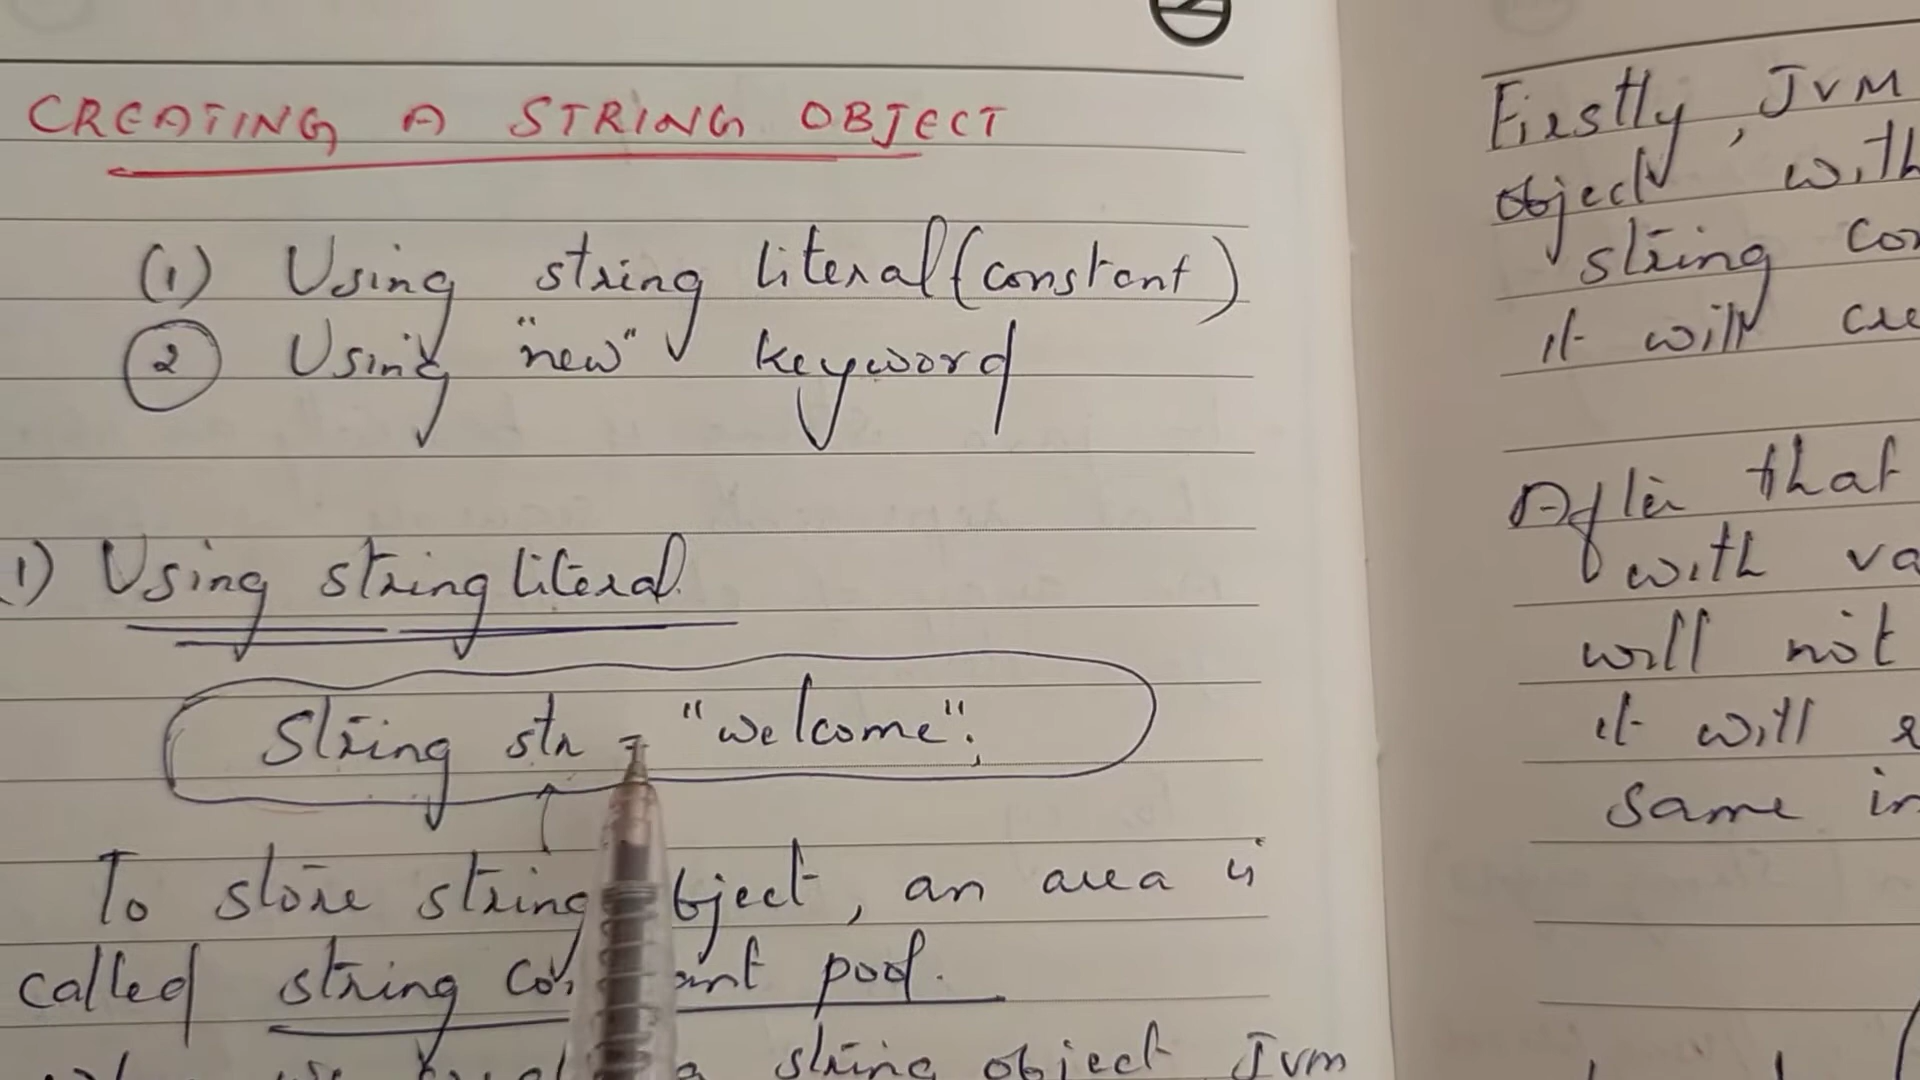 CREATING A STRING OBJECT
(1) Using string literal (constant)
2 Using "new" keyword
1) Using string literal.
String str = "welcome";
To store string object, an area is
called string constant pool.
a string object JVM
Firstly, JVM
object with
string
it will
After that
with
will not
it will
same